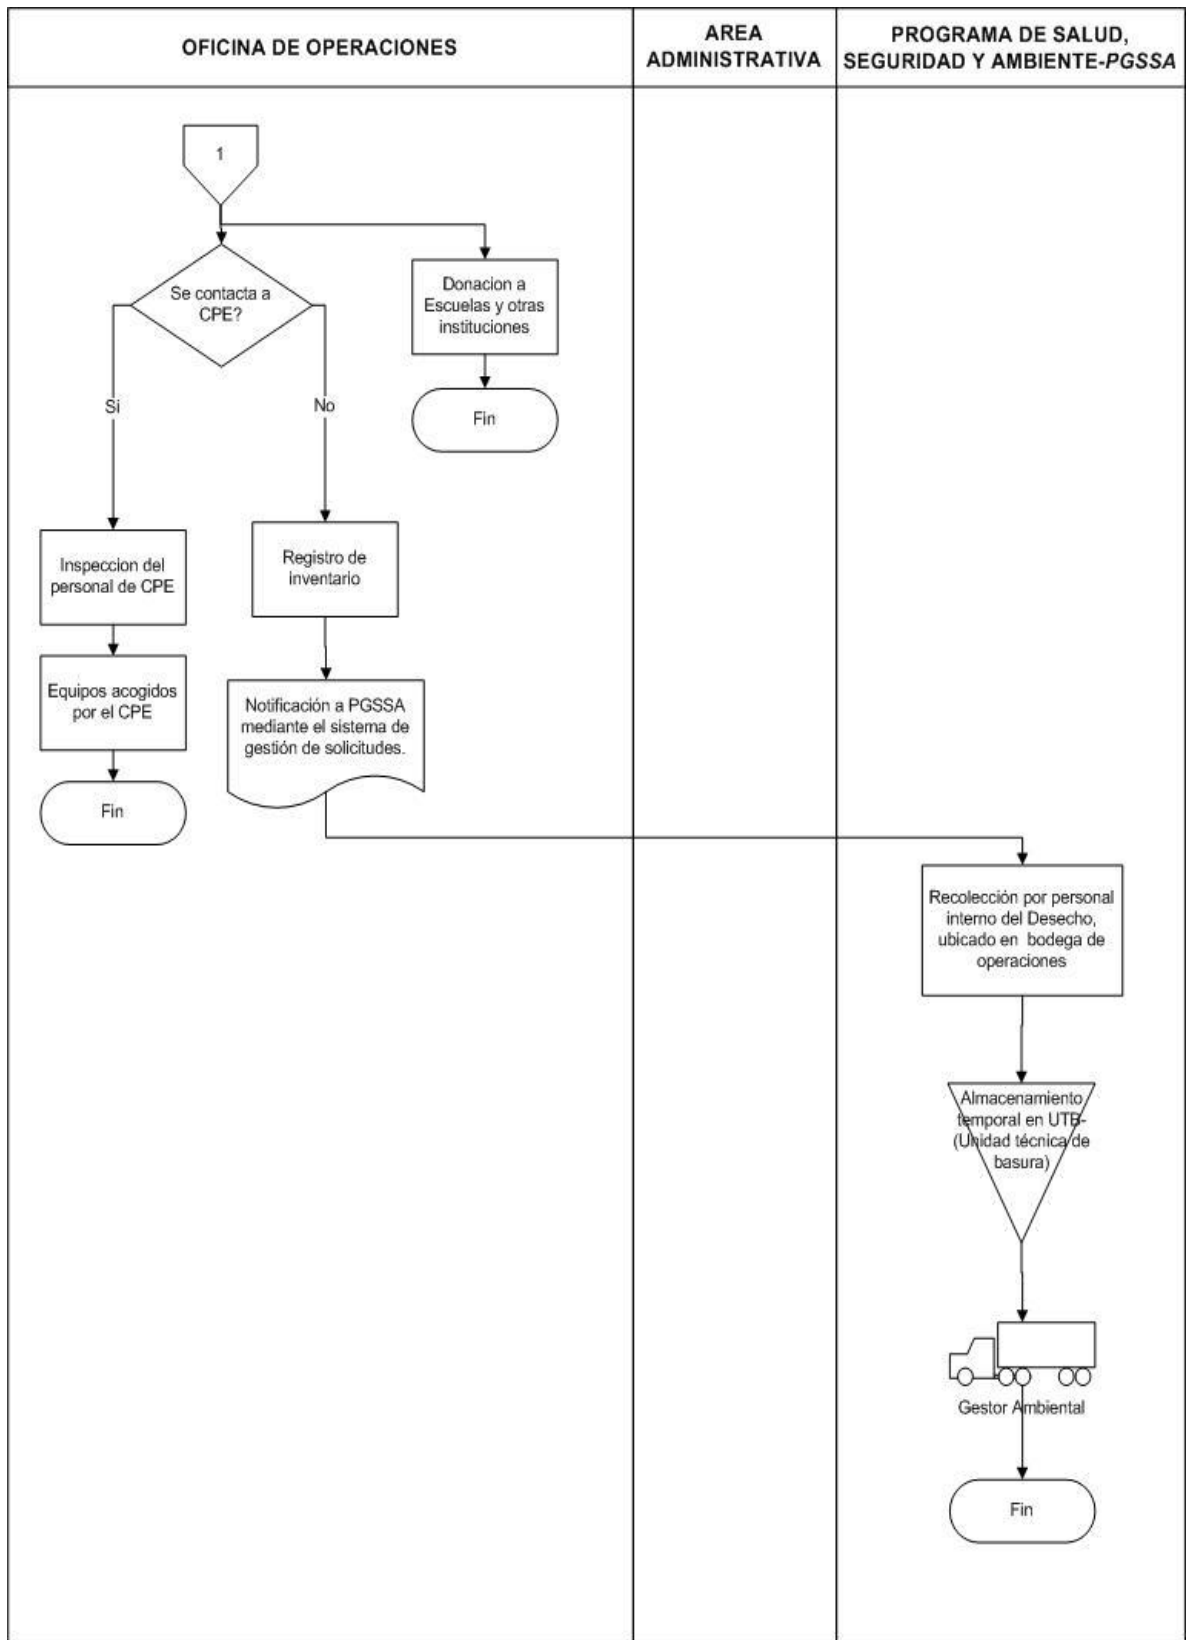 OFICINA DE OPERACIONES
AREA
ADMINISTRATIVA
PROGRAMA DE SALUD,
SEGURIDAD Y AMBIENTE-PGSSA
1
Se contacta a
CPE?
Donacion a
Escuelas y otras
instituciones
Fin
Si
No
Inspeccion del
personal de CPE
Registro de
inventario
Equipos acogidos
por el CPE
Notificación a PGSSA
mediante el sistema de
gestión de solicitudes.
Fin
Recolección por personal
interno del Desecho,
ubicado en bodega de
operaciones
Almacenamiento
temporal en UTB-
(Unidad técnica de
basura)
Gestor Ambiental
Fin